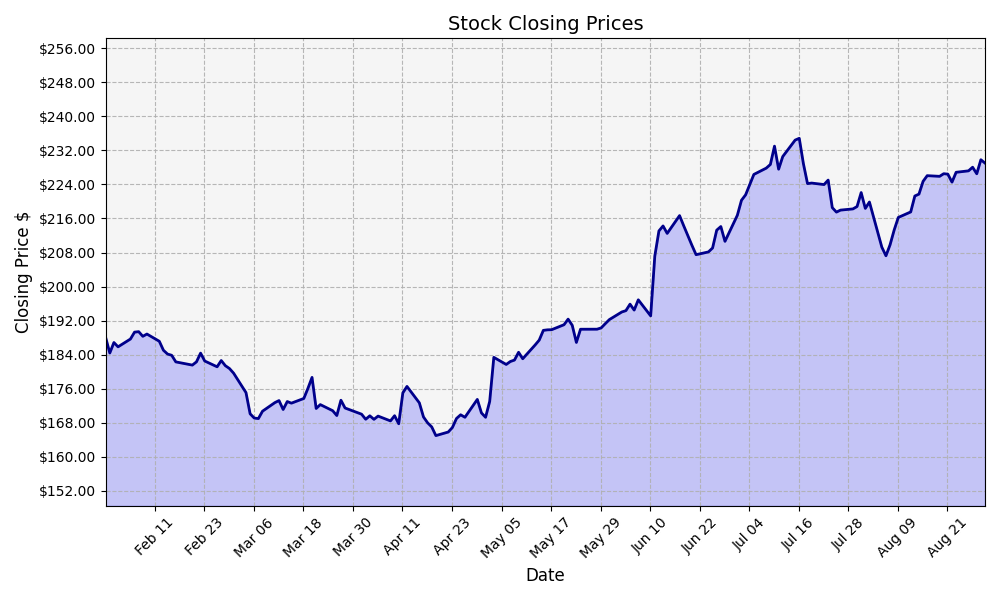 Stock Closing Prices
$256.00
$248.00
$240.00
$232.00
$224.00
$216.00
$208.00
$200.00
$192.00
$184.00
$176.00
$168.00
$160.00
$152.00
Closing Price $
Feb 11
Feb 23
Mar 06
Mar 18
Mar 30
Apr 11
Apr 23
May 05
May 17
May 29
Jun 10
Jun 22
Jul 04
Jul 16
Jul 28
Aug 09
Aug 21
Date